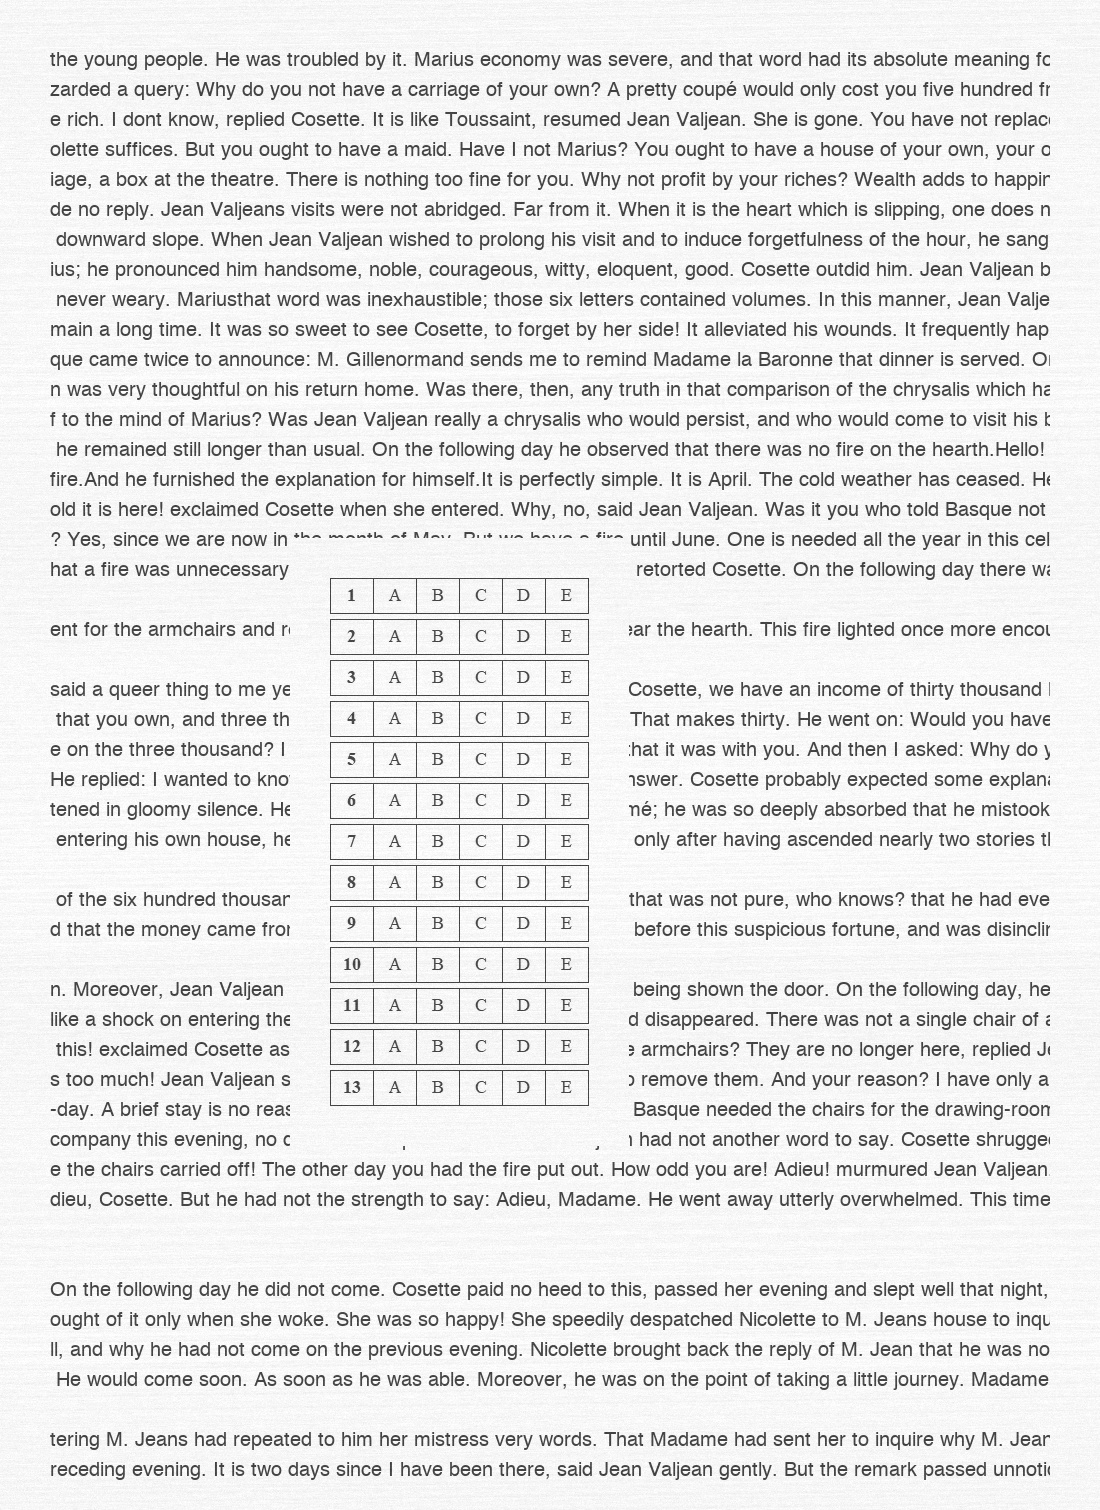 the young people. He was troubled by it. Marius economy was severe, and that word had its absolute meaning fo
zarded a query: Why do you not have a carriage of your own? A pretty coupé would only cost you five hundred fr
e rich. I dont know, replied Cosette. It is like Toussaint, resumed Jean Valjean. She is gone. You have not replac
olette suffices. But you ought to have a maid. Have I not Marius? You ought to have a house of your own, your o
iage, a box at the theatre. There is nothing too fine for you. Why not profit by your riches? Wealth adds to happin
de no reply. Jean Valjeans visits were not abridged. Far from it. When it is the heart which is slipping, one does n
downward slope. When Jean Valjean wished to prolong his visit and to induce forgetfulness of the hour, he sang
ius; he pronounced him handsome, noble, courageous, witty, eloquent, good. Cosette outdid him. Jean Valjean b
never weary. Mariusthat word was inexhaustible; those six letters contained volumes. In this manner, Jean Valje
main a long time. It was so sweet to see Cosette, to forget by her side! It alleviated his wounds. It frequently hap
que came twice to announce: M. Gillenormand sends me to remind Madame la Baronne that dinner is served. On
n was very thoughtful on his return home. Was there, then, any truth in that comparison of the chrysalis which ha
f to the mind of Marius? Was Jean Valjean really a chrysalis who would persist, and who would come to visit his b
he remained still longer than usual. On the following day he observed that there was no fire on the hearth.Hello!
fire.And he furnished the explanation for himself.It is perfectly simple. It is April. The cold weather has ceased. He
old it is here! exclaimed Cosette when she entered. Why, no, said Jean Valjean. Was it you who told Basque not
? Yes, since we are now in the month of May. But we have a fire until June. One is needed all the year in this cel
hat a fire was unnecessary retorted Cosette. On the following day there wa
ent for the armchairs and r ear the hearth. This fire lighted once more encou
said a queer thing to me ye Cosette, we have an income of thirty thousand
that you own, and three th That makes thirty. He went on: Would you have
e on the three thousand? I that it was with you. And then I asked: Why do y
He replied: I wanted to kno nswer. Cosette probably expected some explana
tened in gloomy silence. He mé; he was so deeply absorbed that he mistook
entering his own house, he only after having ascended nearly two stories th
of the six hundred thousan that was not pure, who knows? that he had eve
d that the money came from before this suspicious fortune, and was disinclin
n. Moreover, Jean Valjean being shown the door. On the following day, he
like a shock on entering the d disappeared. There was not a single chair of a
this! exclaimed Cosette as e armchairs? They are no longer here, replied Je
s too much! Jean Valjean s o remove them. And your reason? I have only a
-day. A brief stay is no reas Basque needed the chairs for the drawing-room
company this evening, no d n had not another word to say. Cosette shrugge
e the chairs carried off! The other day you had the fire put out. How odd you are! Adieu! murmured Jean Valjean.
dieu, Cosette. But he had not the strength to say: Adieu, Madame. He went away utterly overwhelmed. This time
On the following day he did not come. Cosette paid no heed to this, passed her evening and slept well that night,
ought of it only when she woke. She was so happy! She speedily despatched Nicolette to M. Jeans house to inqu
ll, and why he had not come on the previous evening. Nicolette brought back the reply of M. Jean that he was no
He would come soon. As soon as he was able. Moreover, he was on the point of taking a little journey. Madame
tering M. Jeans had repeated to him her mistress very words. That Madame had sent her to inquire why M. Jean
receding evening. It is two days since I have been there, said Jean Valjean gently. But the remark passed unnotic
1 A B C D E
2 A B C D E
3 A B C D E
4 A B C D E
5 A B C D E
6 A B C D E
7 A B C D E
8 A B C D E
9 A B C D E
10 A B C D E
11 A B C D E
12 A B C D E
13 A B C D E